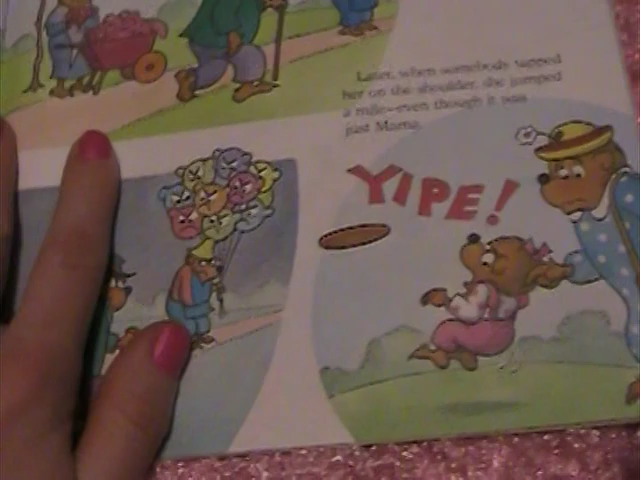 Later, when somebody tapped
her on the shoulder, she jumped
a mile—even though it was
just Mama.
YIPE!